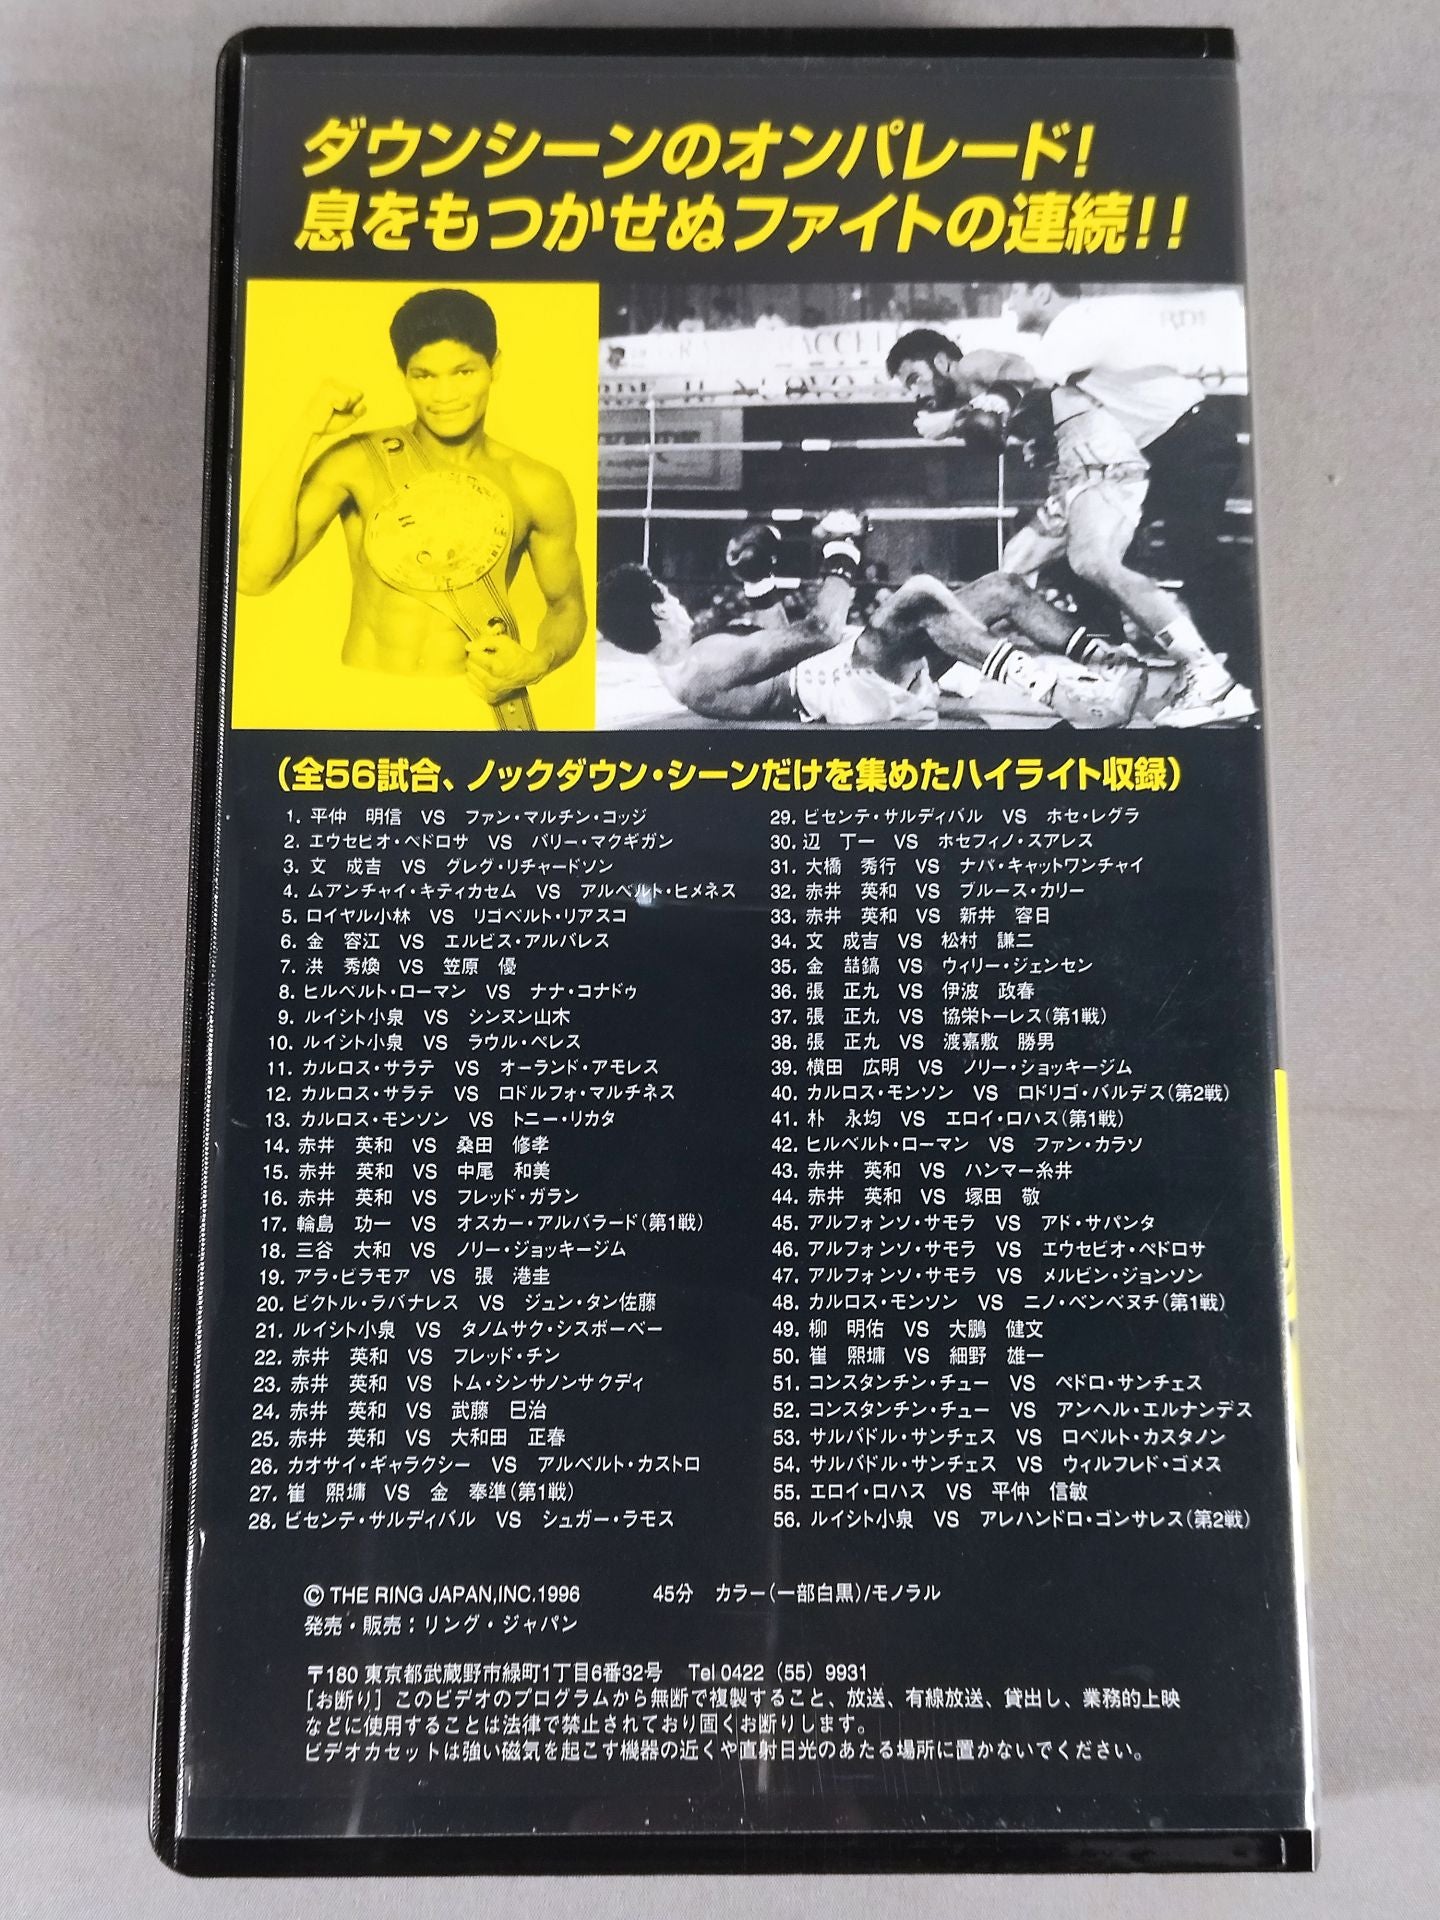 ダウンシーンのオンパレード!
息をもつかせぬファイトの連続!!
(全56試合、ノックダウン・シーンだけを集めたハイライト収録)
1. 平仲 明信 VS ファン・マルチン・コッジ
2. エウセビオ・ペドロサ VS バリー・マクギガン
3. 文 成吉 VS グレグ・リチャードソン
4. ムアンチャイ・キティカセム VS アルベルト・ヒメネス
5. ロイヤル小林 VS リゴベルト・リアスコ
6. 金 容江 VS エルビス・アルバレス
7. 洪 秀煥 VS 笠原 優
8. ヒルベルト・ローマン VS ナナ・コナドゥ
9. ルイシト小泉 VS シンヌン山木
10. ルイシト小泉 VS ラウル・ペレス
11. カルロス・サラテ VS オーランド・アモレス
12. カルロス・サラテ VS ロドルフォ・マルチネス
13. カルロス・モンソン VS トニー・リカタ
14. 赤井 英和 VS 桑田 修孝
15. 赤井 英和 VS 中尾 和美
16. 赤井 英和 VS フレッド・ガラン
17. 輪島 功一 VS オスカー・アルバラード(第1戦)
18. 三谷 大和 VS ノリー・ジョッキージム
19. アラ・ビラモア VS 張 港圭
20. ビクトル・ラバナレス VS ジュン・タン佐藤
21. ルイシト小泉 VS タノムサク・シスボーベー
22. 赤井 英和 VS フレッド・チン
23. 赤井 英和 VS トム・シンサノンサクディ
24. 赤井 英和 VS 武藤 巳治
25. 赤井 英和 VS 大和田 正春
26. カオサイ・ギャラクシー VS アルベルト・カストロ
27. 崔 熙墉 VS 金 奉準(第1戦)
28. ビセンテ・サルディバル VS シュガー・ラモス
29. ビセンテ・サルディバル VS ホセ・レグラ
30. 辺 丁一 VS ホセフィノ・スアレス
31. 大橋 秀行 VS ナパ・キャットワンチャイ
32. 赤井 英和 VS ブルース・カリー
33. 赤井 英和 VS 新井 容日
34. 文 成吉 VS 松村 謙二
35. 金 喆鎬 VS ウィリー・ジェンセン
36. 張 正九 VS 伊波 政春
37. 張 正九 VS 協栄トーレス(第1戦)
38. 張 正九 VS 渡嘉敷 勝男
39. 横田 広明 VS ノリー・ジョッキージム
40. カルロス・モンソン VS ロドリゴ・バルデス(第2戦)
41. 朴 永均 VS エロイ・ロハス(第1戦)
42. ヒルベルト・ローマン VS ファン・カラソ
43. 赤井 英和 VS ハンマー糸井
44. 赤井 英和 VS 塚田 敬
45. アルフォンソ・サモラ VS アド・サパンタ
46. アルフォンソ・サモラ VS エウセビオ・ペドロサ
47. アルフォンソ・サモラ VS メルビン・ジョンソン
48. カルロス・モンソン VS ニノ・ベンベヌチ(第1戦)
49. 柳 明佑 VS 大鵬 健文
50. 崔 熙墉 VS 細野 雄一
51. コンスタンチン・チュー VS ペドロ・サンチェス
52. コンスタンチン・チュー VS アンヘル・エルナンデス
53. サルバドル・サンチェス VS ロベルト・カスタノン
54. サルバドル・サンチェス VS ウィルフレド・ゴメス
55. エロイ・ロハス VS 平仲 信敏
56. ルイシト小泉 VS アレハンドロ・ゴンサレス(第2戦)
© THE RING JAPAN,INC.1996 45分 カラー(一部白黒)/モノラル
発売・販売:リング・ジャパン
〒180 東京都武蔵野市緑町1丁目6番32号 Tel 0422 (55) 9931
[お断り] このビデオのプログラムから無断で複製すること、放送、有線放送、貸出し、業務的上映
などに使用することは法律で禁止されており固くお断りします。
ビデオカセットは強い磁気を起こす機器の近くや直射日光のあたる場所に置かないでください。